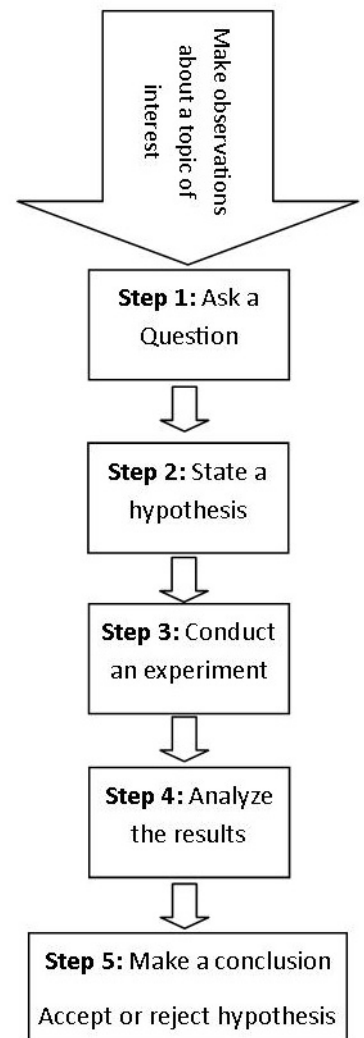 Make observations
about a topic of
interest
Step 1: Ask a
Question
Step 2: State a
hypothesis
Step 3: Conduct
an experiment
Step 4: Analyze
the results
Step 5: Make a conclusion
Accept or reject hypothesis